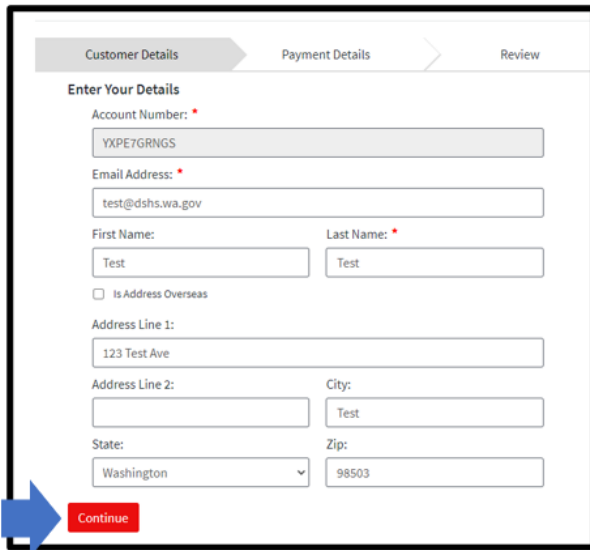 Customer Details Payment Details Review
Enter Your Details
Account Number: *
YXPE7GRNGS
Email Address: *
test@dshs.wa.gov
First Name: Last Name: *
Test Test
Is Address Overseas
Address Line 1:
123 Test Ave
Address Line 2: City:
Test
State: Zip:
Washington 98503
Continue